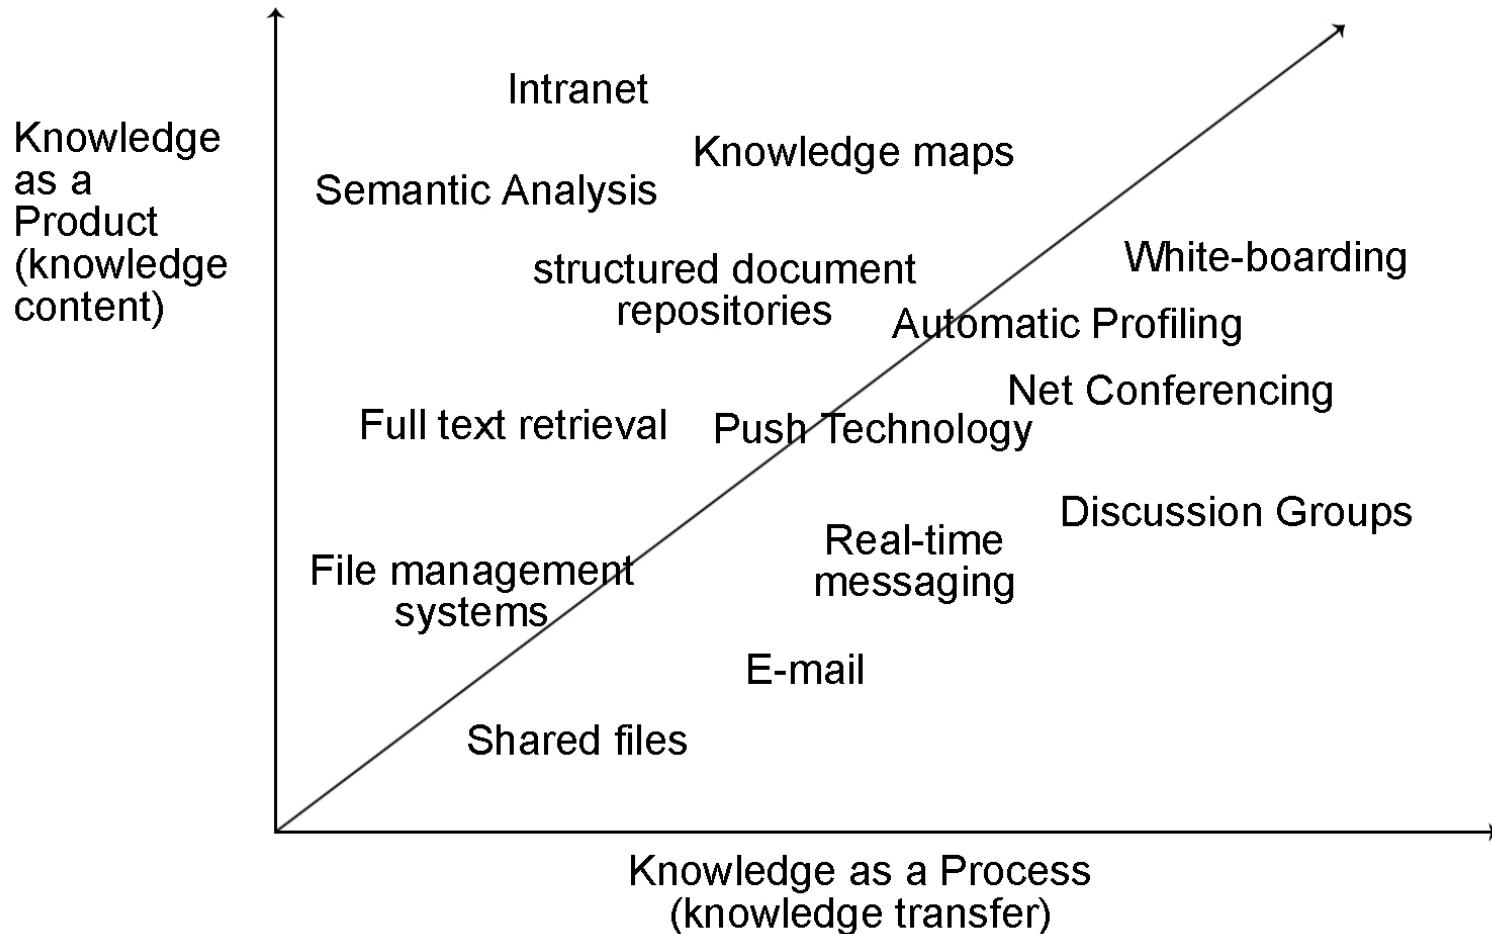 Intranet
Knowledge
as a
Product
(knowledge
content)
Knowledge maps
Semantic Analysis
structured document
repositories
White-boarding
Automatic Profiling
Net Conferencing
Full text retrieval
Push Technology
Discussion Groups
Real-time
messaging
File management
systems
E-mail
Shared files
Knowledge as a Process
(knowledge transfer)